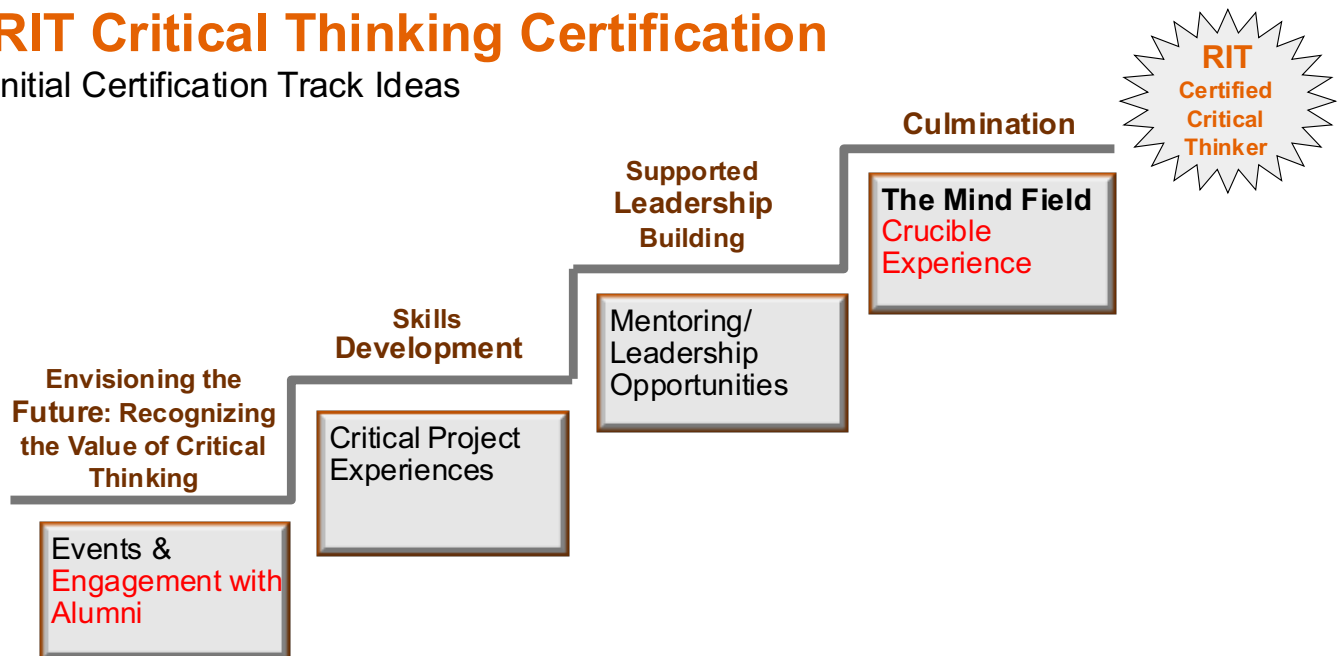 RIT Critical Thinking Certification
nitial Certification Track Ideas
RIT
Certified
Critical
Thinker
Culmination
The Mind Field
Crucible
Experience
Supported
Leadership
Building
Mentoring/
Leadership
Opportunities
Skills
Development
Critical Project
Experiences
Envisioning the
Future: Recognizing
the Value of Critical
Thinking
Events &
Engagement with
Alumni